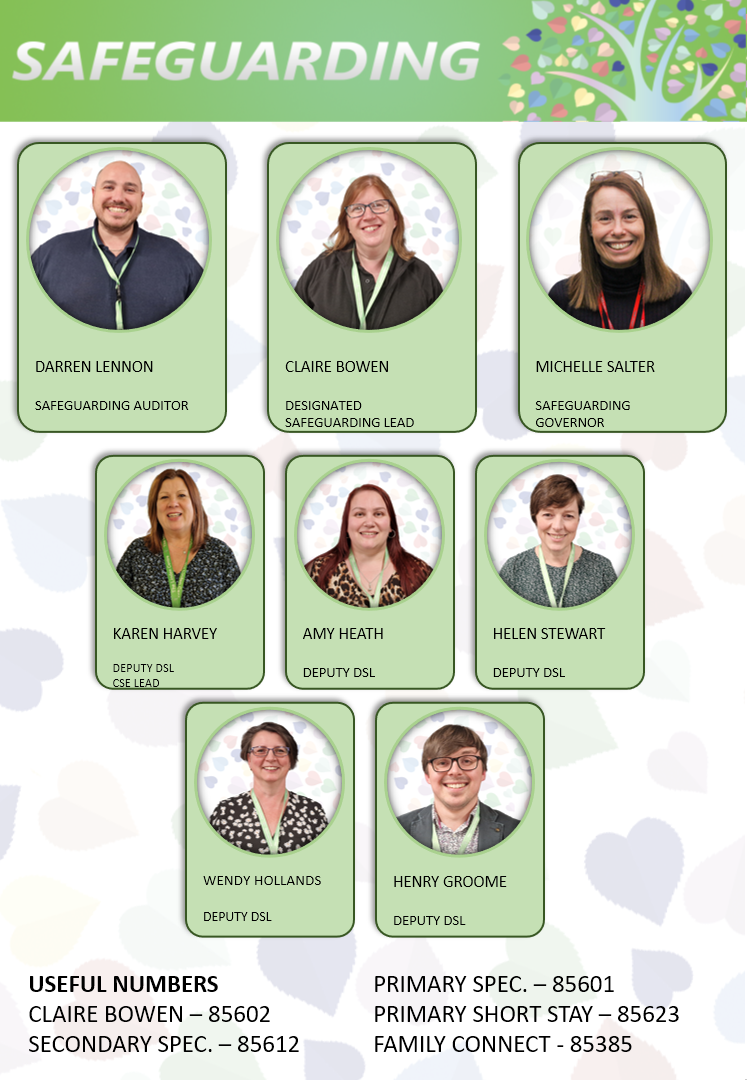 SAFEGUARDING
DARREN LENNON
SAFEGUARDING AUDITOR
CLAIRE BOWEN
DESIGNATED
SAFEGUARDING LEAD
MICHELLE SALTER
SAFEGUARDING
GOVERNOR
KAREN HARVEY
DEPUTY DSL
CSE LEAD
AMY HEATH
DEPUTY DSL
HELEN STEWART
DEPUTY DSL
WENDY HOLLANDS
DEPUTY DSL
HENRY GROOME
DEPUTY DSL
USEFUL NUMBERS
CLAIRE BOWEN – 85602
SECONDARY SPEC. – 85612
PRIMARY SPEC. – 85601
PRIMARY SHORT STAY – 85623
FAMILY CONNECT - 85385